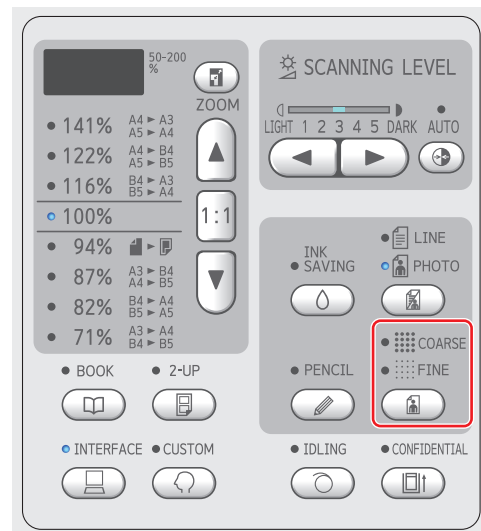 50-200
%
ZOOM
141% A4 ► A3
A5 ► A4
122% A4 ► B4
A5 ► B5
116% B4 ► A3
B5 ► A4
100%
1:1
94%
87% A3 ► B4
A4 ► B5
82% B4 ► A4
B5 ► A5
71% A3 ► A4
B4 ► B5
BOOK
2-UP
INTERFACE
CUSTOM
SCANNING LEVEL
LIGHT 1 2 3 4 5 DARK AUTO
INK
SAVING
LINE
PHOTO
PENCIL
COARSE
FINE
IDLING
CONFIDENTIAL